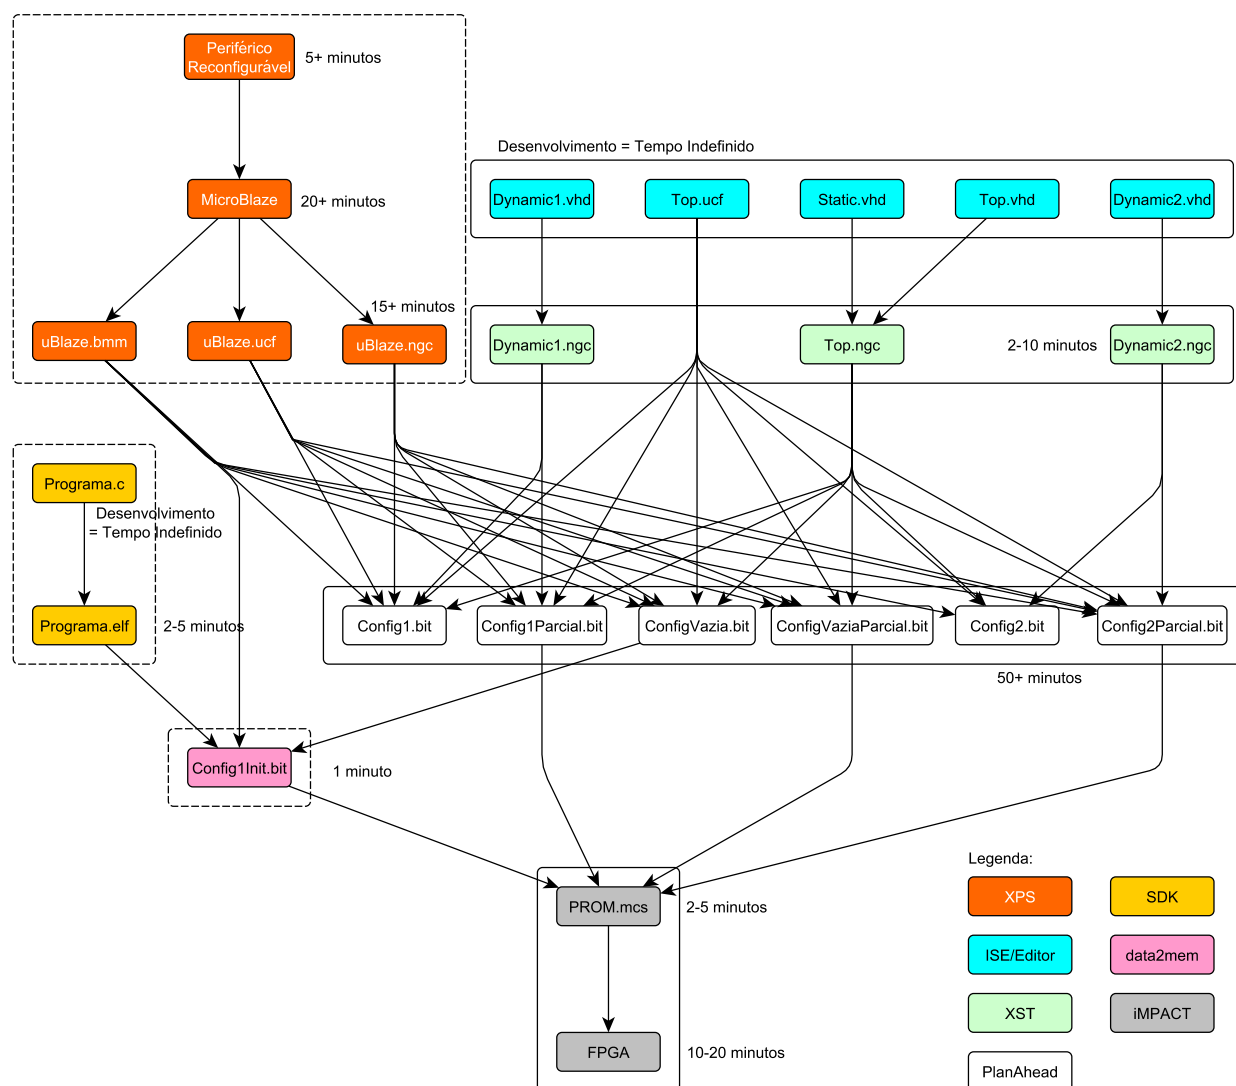 Periférico
Reconfigurável
5+ minutos
Desenvolvimento = Tempo Indefinido
MicroBlaze
20+ minutos
Dynamic1.vhd
Top.ucf
Static.vhd
Top.vhd
Dynamic2.vhd
15+ minutos
uBlaze.bmm
uBlaze.ucf
uBlaze.ngc
Dynamic1.ngc
Top.ngc
2-10 minutos
Dynamic2.ngc
Programa.c
Desenvolvimento
= Tempo Indefinido
Programa.elf
2-5 minutos
Config1.bit
Config1Parcial.bit
ConfigVazia.bit
ConfigVaziaParcial.bit
Config2.bit
Config2Parcial.bit
50+ minutos
Config1Init.bit
1 minuto
PROM.mcs
2-5 minutos
FPGA
10-20 minutos
Legenda:
XPS
SDK
ISE/Editor
data2mem
XST
iMPACT
PlanAhead